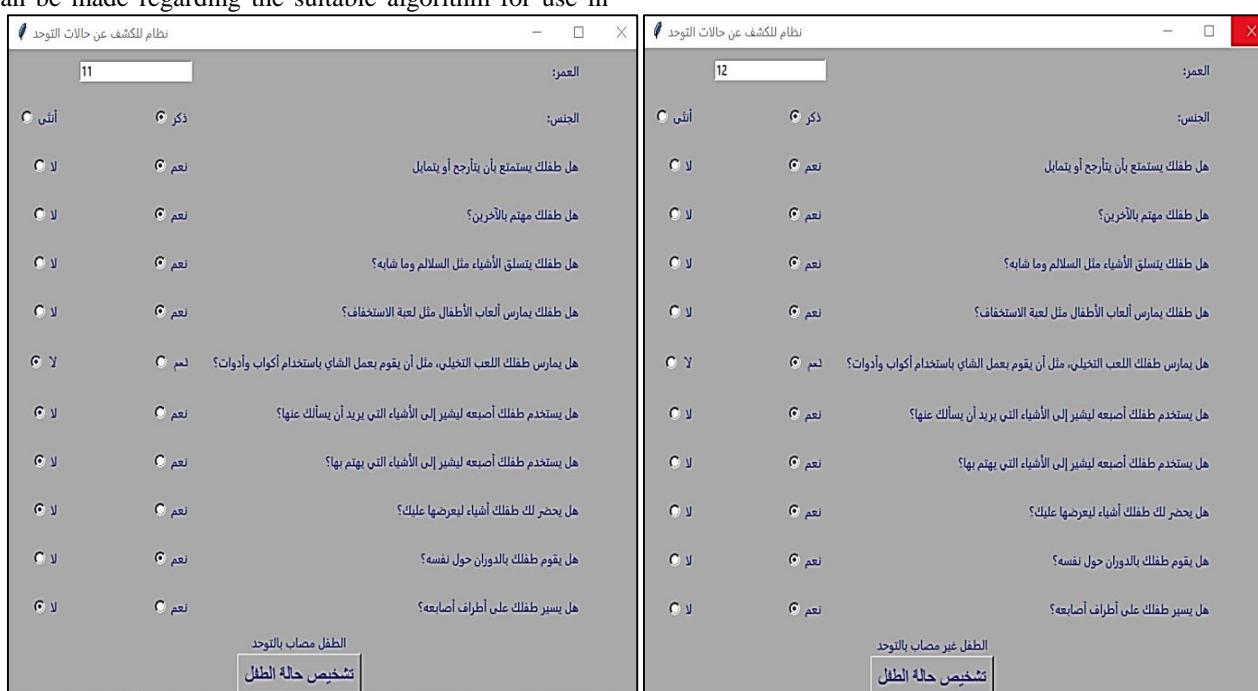 an be made regarding the suitable algorithm for use in
نظام للكشف عن حالات التوحد
العمر: 11
الجنس: ذكر أنثى
هل طفلك يستمتع بأن يتأرجح أو يتمايل نعم لا
هل طفلك مهتم بالآخرين؟ نعم لا
هل طفلك يتسلق الأشياء مثل السلالم وما شابه؟ نعم لا
هل طفلك يمارس ألعاب الأطفال مثل لعبة الاستخفاف؟ نعم لا
هل يمارس طفلك اللعب التخيلي، مثل أن يقوم بعمل الشاي باستخدام أكواب وأدوات؟ نعم لا
هل يستخدم طفلك أصبعه ليشير إلى الأشياء التي يريد أن يسألك عنها؟ نعم لا
هل يستخدم طفلك أصبعه ليشير إلى الأشياء التي يهتم بها؟ نعم لا
هل يحضر لك طفلك أشياء ليعرضها عليك؟ نعم لا
هل يقوم طفلك بالدوران حول نفسه؟ نعم لا
هل يسير طفلك على أطراف أصابعه؟ نعم لا
الطفل مصاب بالتوحد
تشخيص حالة الطفل
نظام للكشف عن حالات التوحد
العمر: 12
الجنس: ذكر أنثى
هل طفلك يستمتع بأن يتأرجح أو يتمايل نعم لا
هل طفلك مهتم بالآخرين؟ نعم لا
هل طفلك يتسلق الأشياء مثل السلالم وما شابه؟ نعم لا
هل طفلك يمارس ألعاب الأطفال مثل لعبة الاستخفاف؟ نعم لا
هل يمارس طفلك اللعب التخيلي، مثل أن يقوم بعمل الشاي باستخدام أكواب وأدوات؟ نعم لا
هل يستخدم طفلك أصبعه ليشير إلى الأشياء التي يريد أن يسألك عنها؟ نعم لا
هل يستخدم طفلك أصبعه ليشير إلى الأشياء التي يهتم بها؟ نعم لا
هل يحضر لك طفلك أشياء ليعرضها عليك؟ نعم لا
هل يقوم طفلك بالدوران حول نفسه؟ نعم لا
هل يسير طفلك على أطراف أصابعه؟ نعم لا
الطفل غير مصاب بالتوحد
تشخيص حالة الطفل